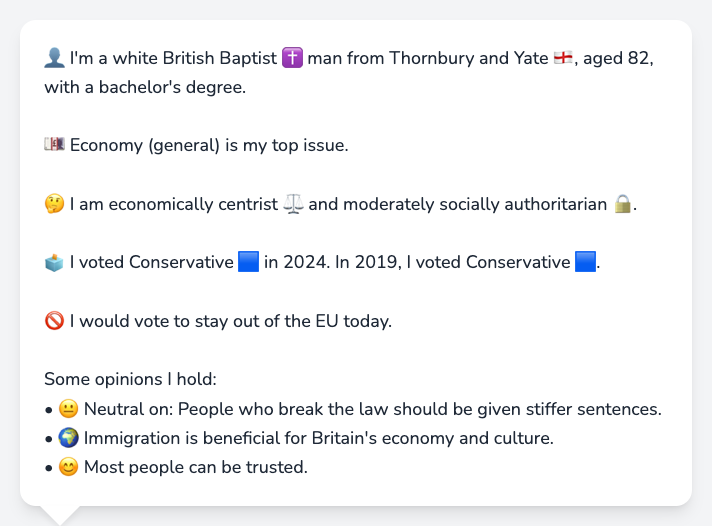 👤 I'm a white British Baptist ✝️ man from Thornbury and Yate 🏴󠁧󠁢󠁥󠁮󠁧󠁿, aged 82,
with a bachelor's degree.
💷 Economy (general) is my top issue.
🤔 I am economically centrist ⚖️ and moderately socially authoritarian 🔒.
🗳️ I voted Conservative 🟦 in 2024. In 2019, I voted Conservative 🟦.
🚫 I would vote to stay out of the EU today.
Some opinions I hold:
• 😐 Neutral on: People who break the law should be given stiffer sentences.
• 🌍 Immigration is beneficial for Britain's economy and culture.
• 😊 Most people can be trusted.